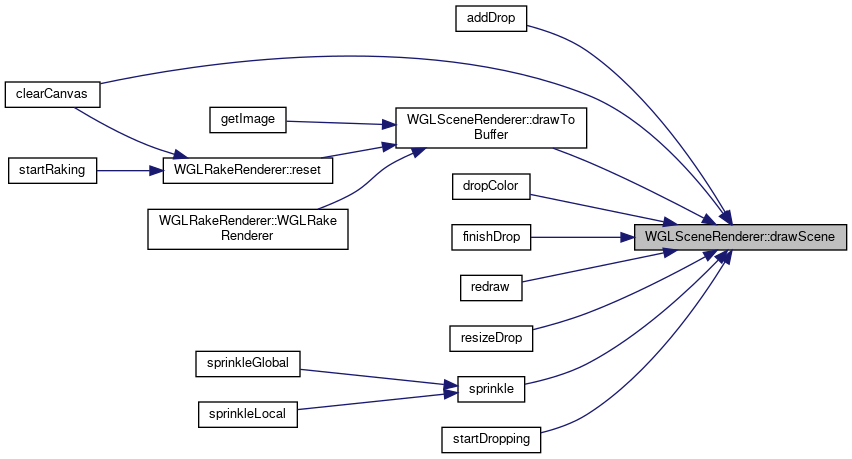 addDrop
clearCanvas
getImage
WGLSceneRenderer::drawTo
Buffer
startRaking
WGLRakeRenderer::reset
dropColor
WGLRakeRenderer::WGLRake
Renderer
finishDrop
WGLSceneRenderer::drawScene
redraw
resizeDrop
sprinkleGlobal
sprinkle
sprinkleLocal
startDropping